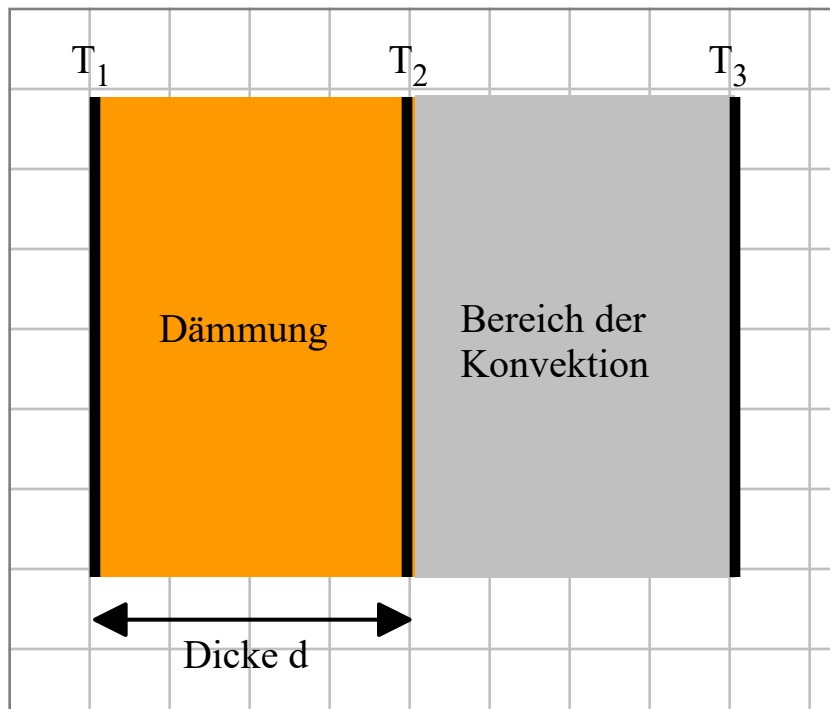 T₁ T₂ T₃
Dämmung
Bereich der
Konvektion
Dicke d